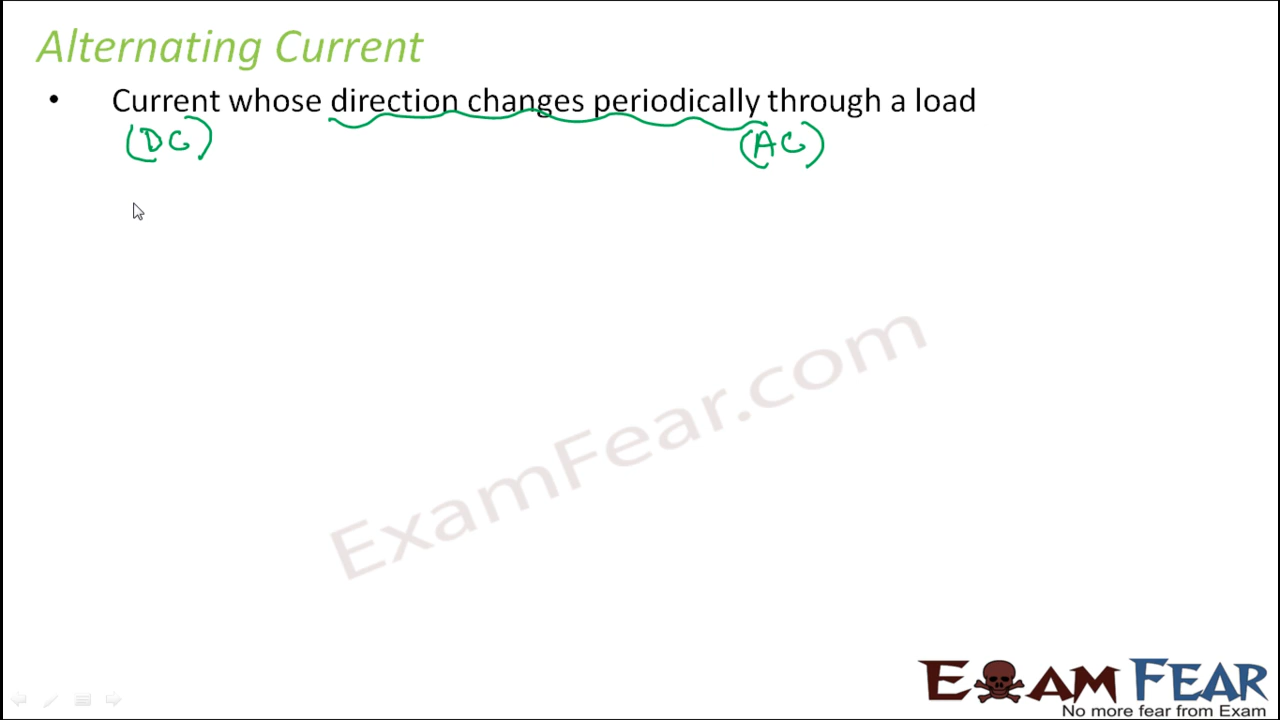 Alternating Current
• Current whose direction changes periodically through a load
(DC) (AC)
ExamFear.com
EXAM FEAR
No more fear from Exam